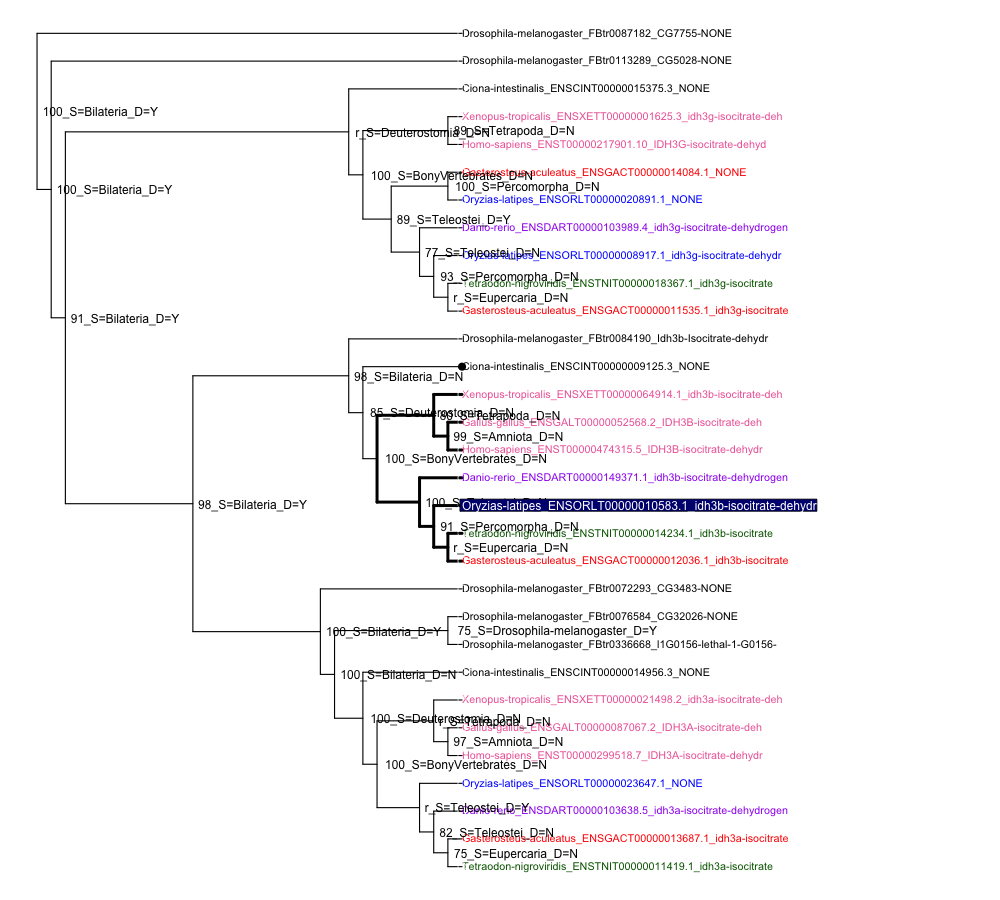 Drosophila-melanogaster_FBtr0087182_CG7755-NONE
Drosophila-melanogaster_FBtr0113289_CG5028-NONE
Ciona-intestinalis_ENSCINT00000015375.3_NONE
100_S=Bilateria_D=Y
Xenopus-tropicalis_ENSXETT00000001625.3_idh3g-isocitrate-deh
r_S=Deuterostomia_D=N
89_S=Tetrapoda_D=N
Homo-sapiens_ENST00000217901.10_IDH3G-isocitrate-dehyd
Gasterosteus-aculeatus_ENSGACT00000014084.1_NONE
100_S=BonyVertebrates_D=N
100_S=Percomorpha_D=N
100_S=Bilateria_D=Y
Oryzias-latipes_ENSORLT00000020891.1_NONE
89_S=Teleostei_D=Y
Danio-rerio_ENSDART00000103989.4_idh3g-isocitrate-dehydrogen
77_S=Teleostei_D=N
Oryzias-latipes_ENSORLT00000008917.1_idh3g-isocitrate-dehydr
93_S=Percomorpha_D=N
Tetraodon-nigroviridis_ENSTNIT00000018367.1_idh3g-isocitrate
r_S=Eupercaria_D=N
Gasterosteus-aculeatus_ENSGACT00000011535.1_idh3g-isocitrate
91_S=Bilateria_D=Y
Drosophila-melanogaster_FBtr0084190_Idh3b-Isocitrate-dehydr
Ciona-intestinalis_ENSCINT00000009125.3_NONE
98_S=Bilateria_D=N
Xenopus-tropicalis_ENSXETT00000064914.1_idh3b-isocitrate-deh
85_S=Deuterostomia_D=N
S=Tetrapoda_D=N
Gallus-gallus_ENSGALT00000052568.2_IDH3B-isocitrate-deh
99_S=Amniota_D=N
Homo-sapiens_ENST00000474315.5_IDH3B-isocitrate-dehydr
100_S=BonyVertebrates_D=N
Danio-rerio_ENSDART00000149371.1_idh3b-isocitrate-dehydrogen
98_S=Bilateria_D=Y
Oryzias-latipes_ENSORLT00000010583.1_idh3b-isocitrate-dehydr
91_S=Percomorpha_D=N
Tetraodon-nigroviridis_ENSTNIT00000014234.1_idh3b-isocitrate
r_S=Eupercaria_D=N
Gasterosteus-aculeatus_ENSGACT00000012036.1_idh3b-isocitrate
Drosophila-melanogaster_FBtr0072293_CG3483-NONE
Drosophila-melanogaster_FBtr0076584_CG32026-NONE
100_S=Bilateria_D=Y
75_S=Drosophila-melanogaster_D=Y
Drosophila-melanogaster_FBtr0336668_l1G0156-lethal-1-G0156-
100_S=Bilateria_D=N
Ciona-intestinalis_ENSCINT00000014956.3_NONE
Xenopus-tropicalis_ENSXETT00000021498.2_idh3a-isocitrate-deh
100_S=Deuterostomia_D=N
r_S=Tetrapoda_D=N
Gallus-gallus_ENSGALT00000087067.2_IDH3A-isocitrate-deh
97_S=Amniota_D=N
Homo-sapiens_ENST00000299518.7_IDH3A-isocitrate-dehydr
100_S=BonyVertebrates_D=N
Oryzias-latipes_ENSORLT00000023647.1_NONE
r_S=Teleostei_D=Y
Danio-rerio_ENSDART00000103638.5_idh3a-isocitrate-dehydrogen
82_S=Teleostei_D=N
Gasterosteus-aculeatus_ENSGACT00000013687.1_idh3a-isocitrate
75_S=Eupercaria_D=N
Tetraodon-nigroviridis_ENSTNIT00000011419.1_idh3a-isocitrate